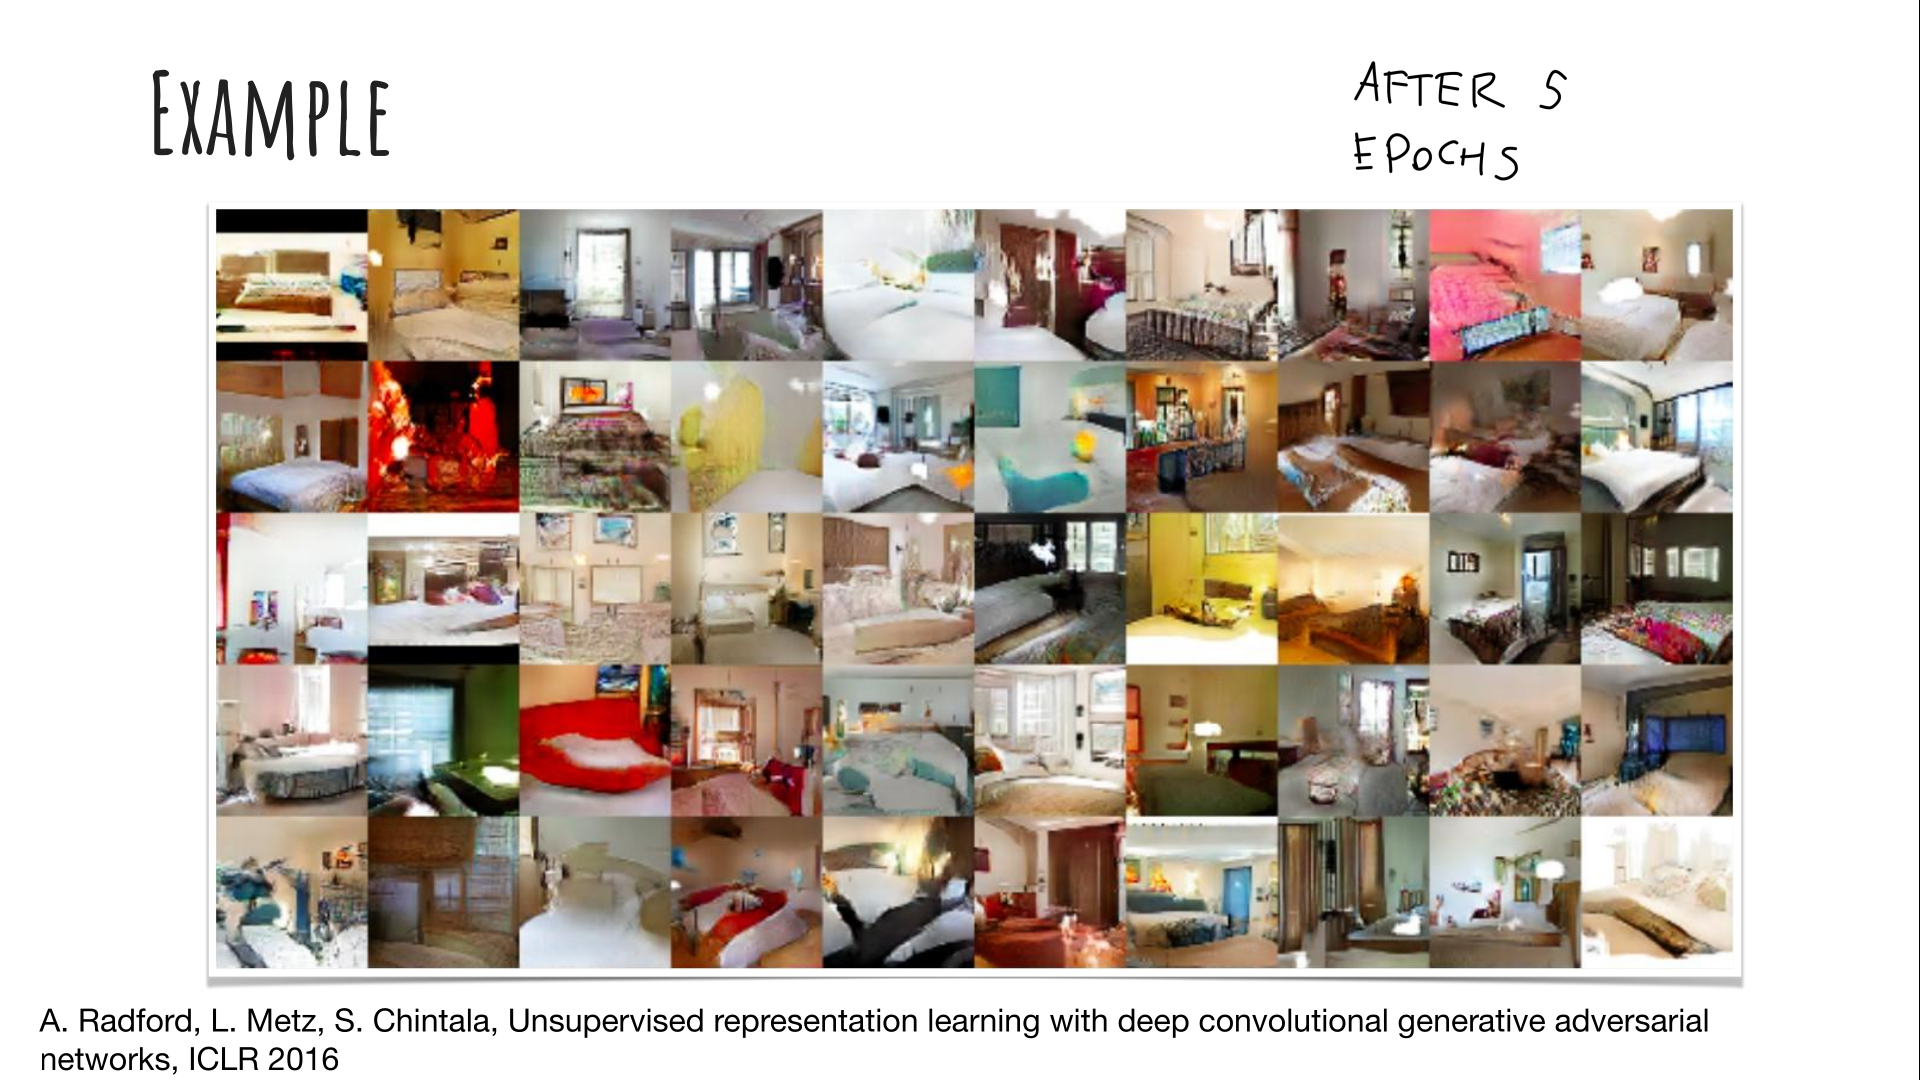 EXAMPLE
AFTER 5
EPOCHS
A. Radford, L. Metz, S. Chintala, Unsupervised representation learning with deep convolutional generative adversarial
networks, ICLR 2016